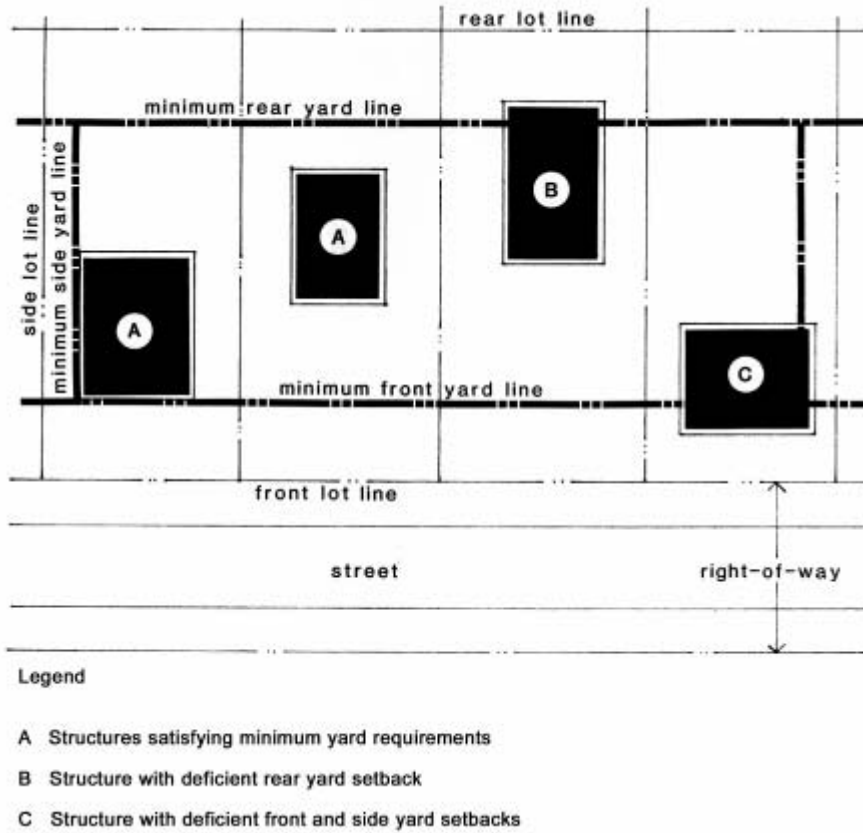 rear lot line
minimum rear yard line
side lot line
minimum side yard line
B
A
A
C
minimum front yard line
front lot line
street
right-of-way
Legend
A Structures satisfying minimum yard requirements
B Structure with deficient rear yard setback
C Structure with deficient front and side yard setbacks